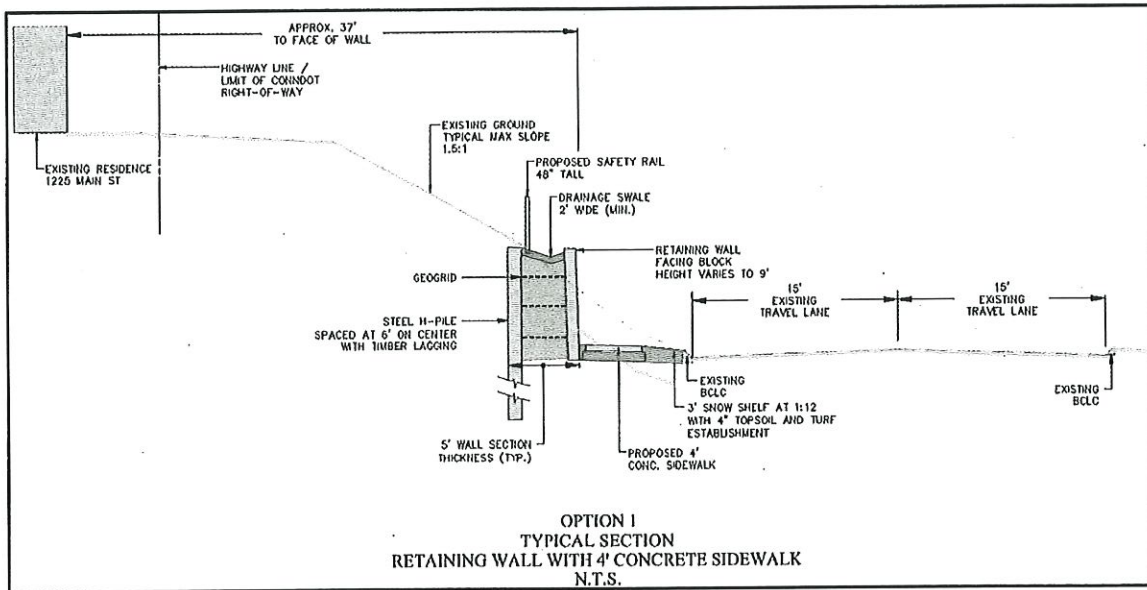 APPROX. 37'
TO FACE OF WALL
HIGHWAY LINE /
LIMIT OF CONNDOT
RIGHT-OF-WAY
EXISTING GROUND
TYPICAL MAX SLOPE
1.5:1
EXISTING RESIDENCE
1225 MAIN ST
PROPOSED SAFETY RAIL
48" TALL
DRAINAGE SWALE
2' WIDE (MIN.)
RETAINING WALL
FACING BLOCK
HEIGHT VARIES TO 9'
GEOGRID
15'
EXISTING
TRAVEL LANE
15'
EXISTING
TRAVEL LANE
STEEL H-PILE
SPACED AT 6' ON CENTER
WITH TIMBER LAGGING
EXISTING
BCLC
EXISTING
BCLC
3' SNOW SHELF AT 1:12
WITH 4" TOPSOIL AND TURF
ESTABLISHMENT
5' WALL SECTION
THICKNESS (TYP.)
PROPOSED 4'
CONC. SIDEWALK
OPTION 1
TYPICAL SECTION
RETAINING WALL WITH 4' CONCRETE SIDEWALK
N.T.S.